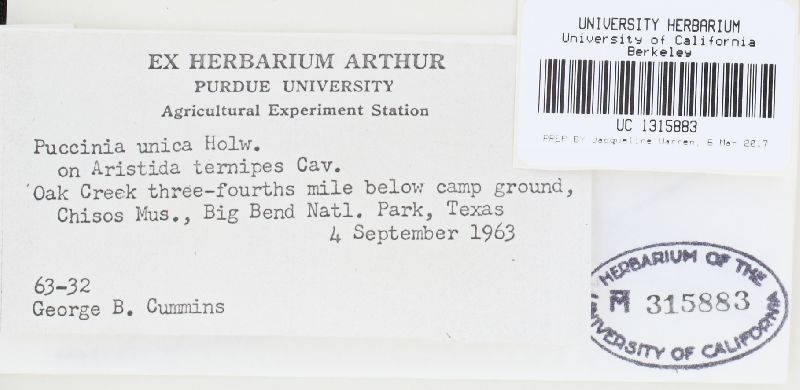 UNIVERSITY HERBARIUM
University of California
Berkeley
UC 1315883
PREP BY Jacqueline Warren, 6 Mar
EX HERBARIUM ARTHUR
PURDUE UNIVERSITY
Agricultural Experiment Station
Puccinia unica Holw.
on Aristida ternipes Cav.
Oak Creek three-fourths mile below camp ground,
Chisos Mus., Big Bend Natl. Park, Texas
4 September 1963
63-32
George B. Cummins
HERBARIUM OF THE
315883
UNIVERSITY OF CALIFORNIA